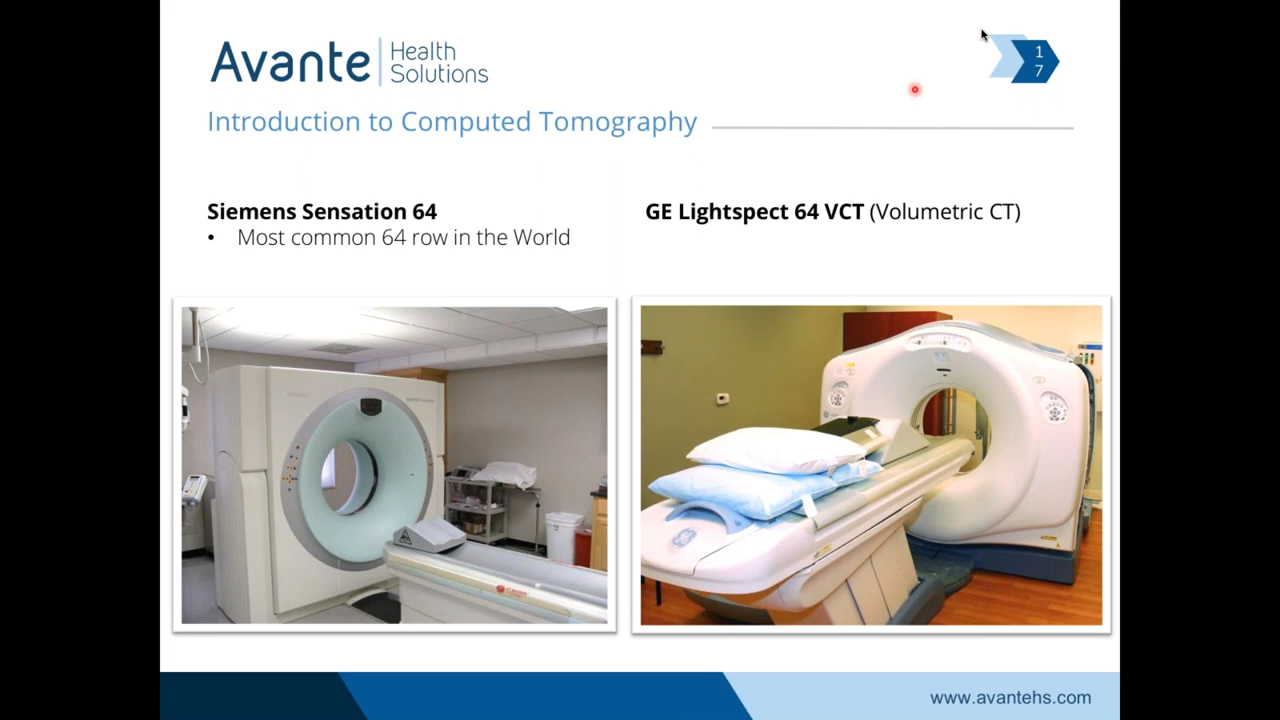 Avante
Health
Solutions
1
7
Introduction to Computed Tomography
Siemens Sensation 64
• Most common 64 row in the World
GE Lightspect 64 VCT (Volumetric CT)
www.avantehs.com